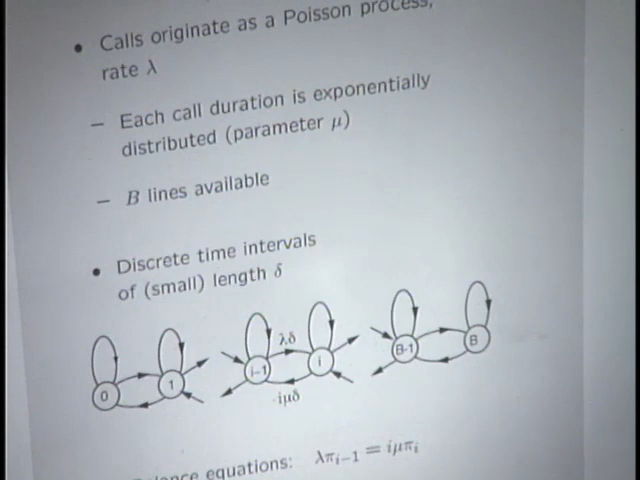 • Calls originate as a Poisson process,
rate λ
– Each call duration is exponentially
distributed (parameter μ)
– B lines available
• Discrete time intervals
of (small) length δ
λδ
0 1 i-1 i B-1 B
iμδ
equations: λπ_{i−1} = iμπ_i